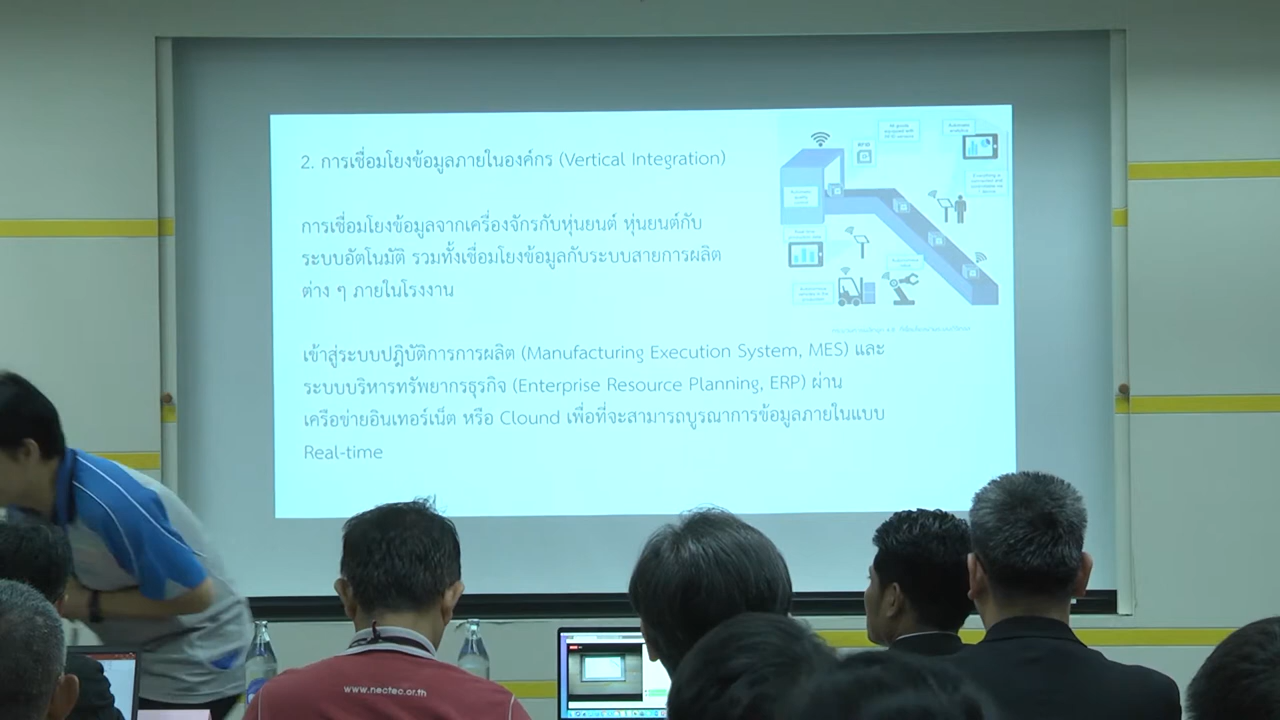 2. การเชื่อมโยงข้อมูลภายในองค์กร (Vertical Integration)
การเชื่อมโยงข้อมูลจากเครื่องจักรกับหุ่นยนต์ หุ่นยนต์กับ
ระบบอัตโนมัติ รวมทั้งเชื่อมโยงข้อมูลกับระบบสายการผลิต
ต่าง ๆ ภายในโรงงาน
เข้าสู่ระบบปฎิบัติการการผลิต (Manufacturing Execution System, MES) และ
ระบบบริหารทรัพยากรธุรกิจ (Enterprise Resource Planning, ERP) ผ่าน
เครือข่ายอินเทอร์เน็ต หรือ Clound เพื่อที่จะสามารถบูรณาการข้อมูลภายในแบบ
Real-time
RFID
www.nectec.or.th